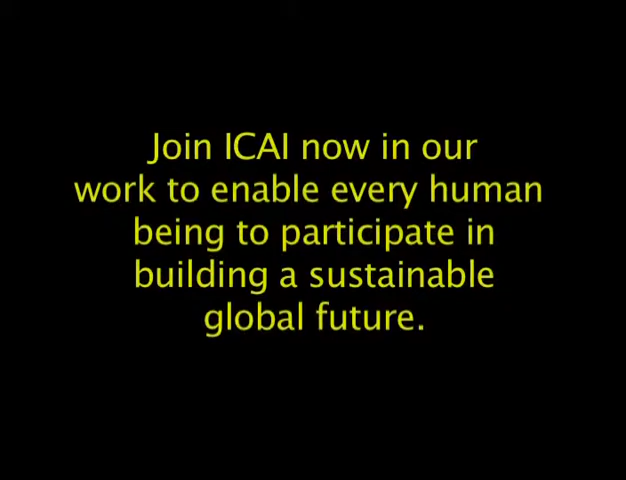 Join ICAI now in our
work to enable every human
being to participate in
building a sustainable
global future.